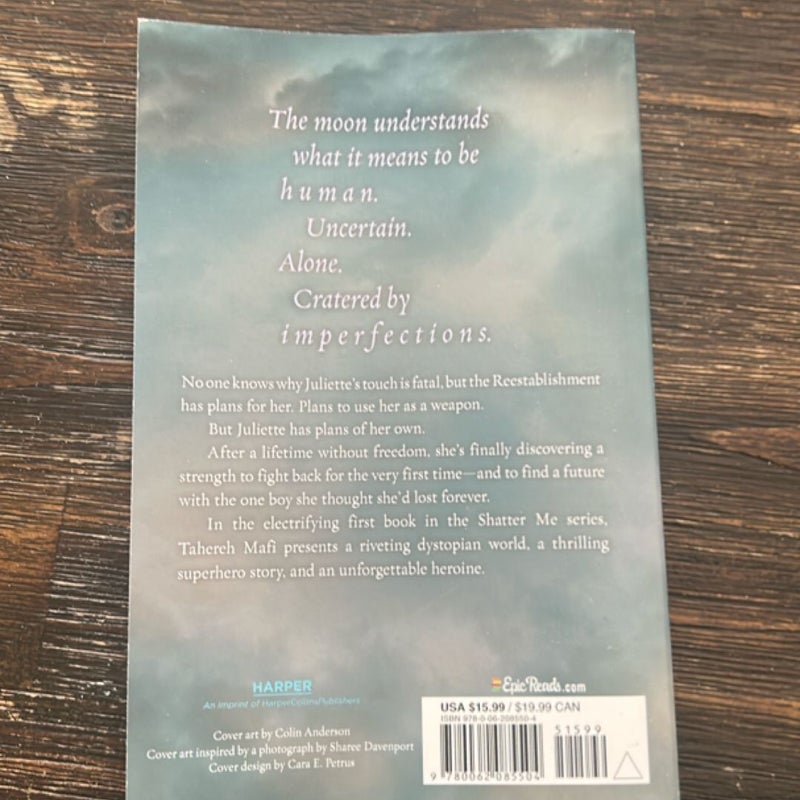 The moon understands
what it means to be
human.
Uncertain.
Alone.
Cratered by
imperfections.
No one knows why Juliette's touch is fatal, but the Reestablishment
has plans for her. Plans to use her as a weapon.
But Juliette has plans of her own.
After a lifetime without freedom, she's finally discovering a
strength to fight back for the very first time—and to find a future
with the one boy she thought she'd lost forever.
In the electrifying first book in the Shatter Me series,
Tahereh Mafi presents a riveting dystopian world, a thrilling
superhero story, and an unforgettable heroine.
HARPER
An Imprint of HarperCollinsPublishers
Cover art by Colin Anderson
Cover art inspired by a photograph by Sharee Davenport
Cover design by Cara E. Petrus
EpicReads.com
USA $15.99 / $19.99 CAN
ISBN 978-0-06-208550-4
51599
9 780062 085504